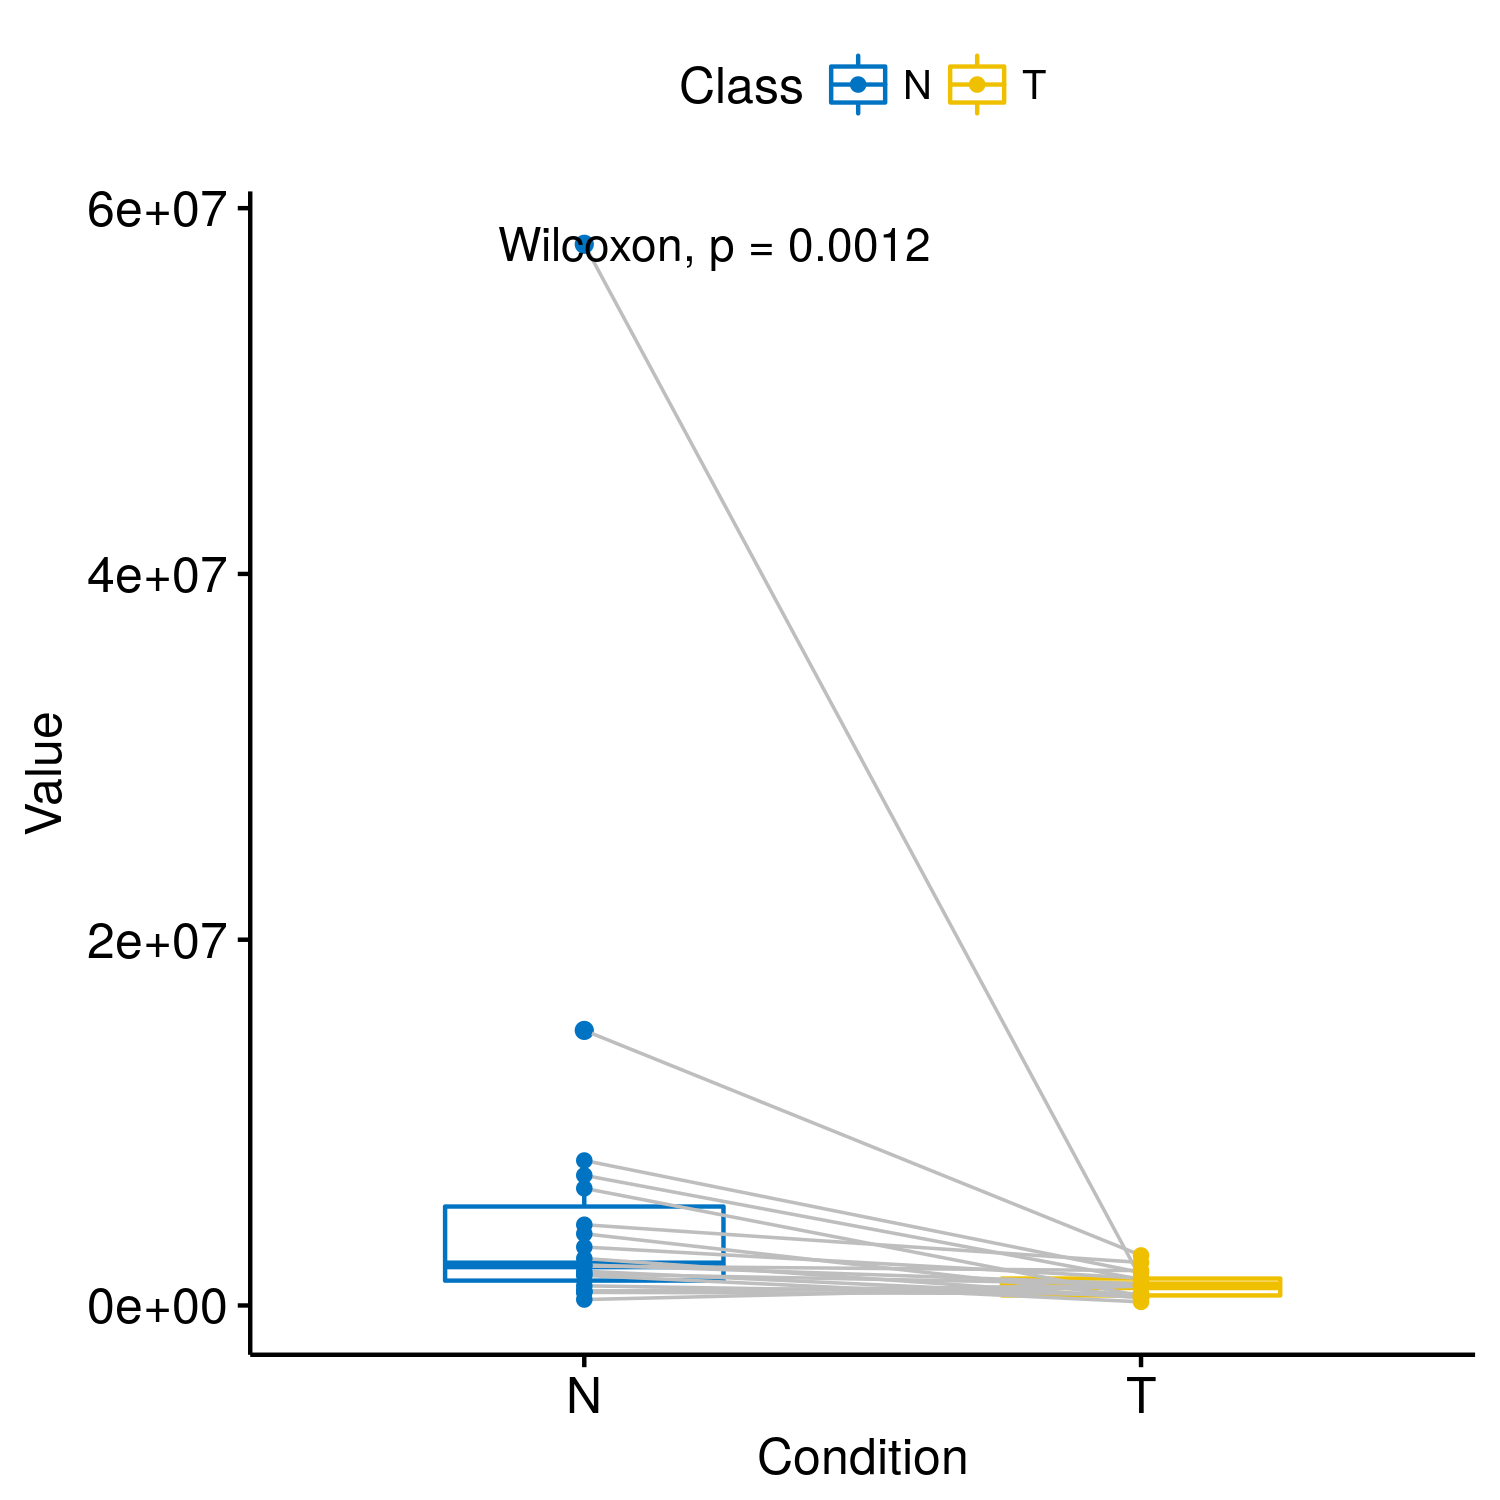 Class N T
6e+07
Wilcoxon, p = 0.0012
4e+07
Value
2e+07
0e+00
N T
Condition